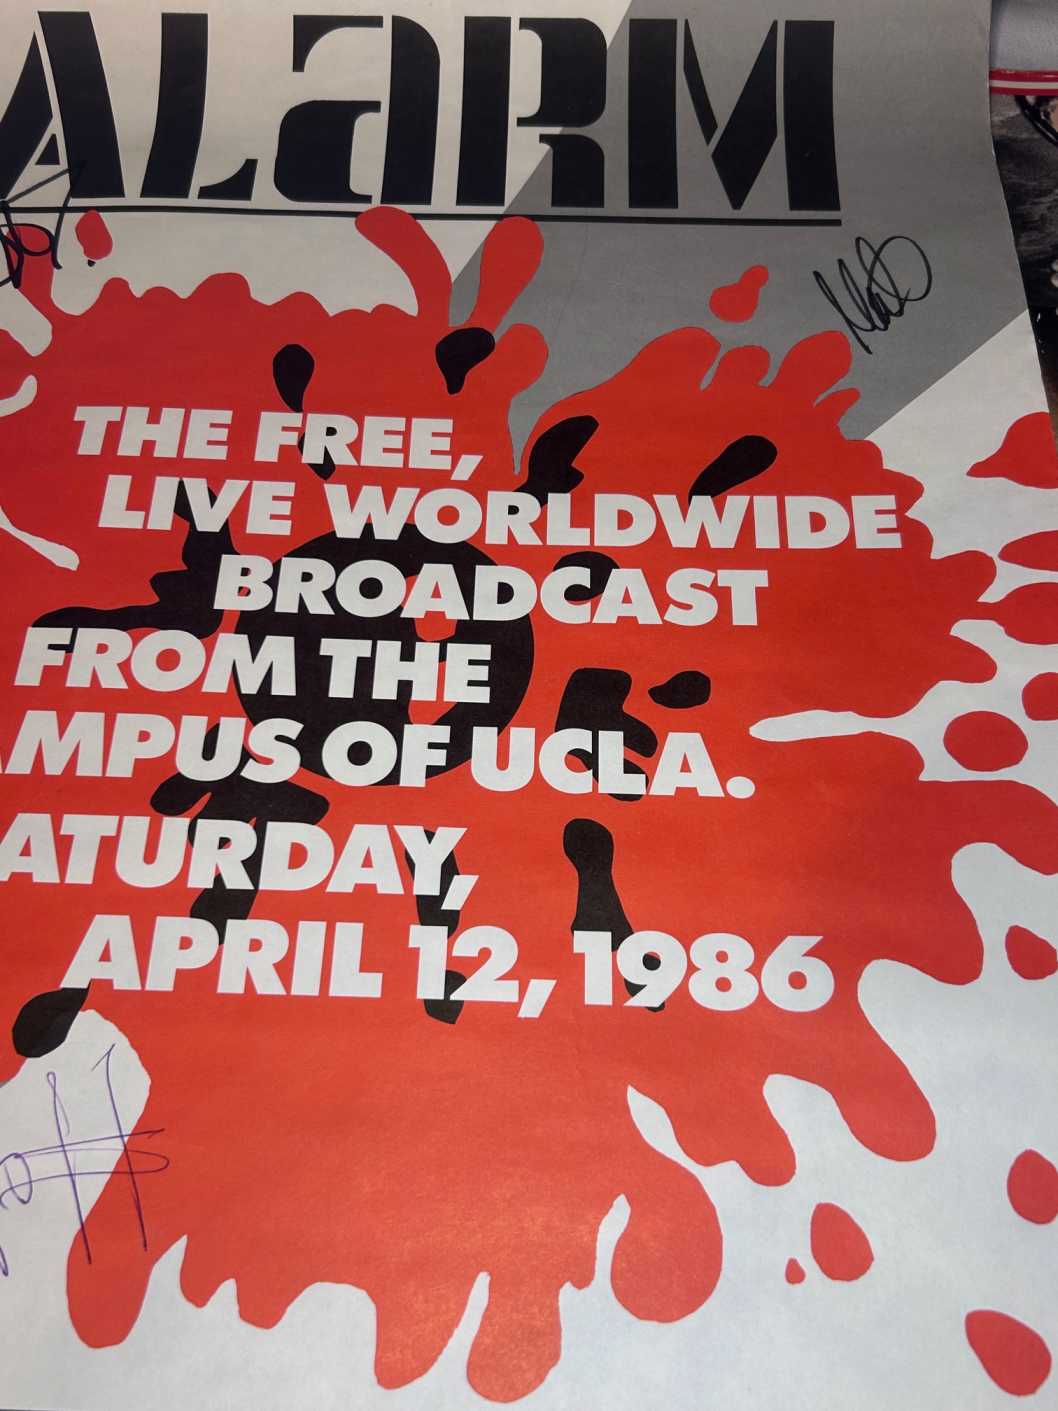 ALARM
THE FREE,
LIVE WORLDWIDE
BROADCAST
FROM THE
MPUS OF UCLA.
ATURDAY,
APRIL 12, 1986